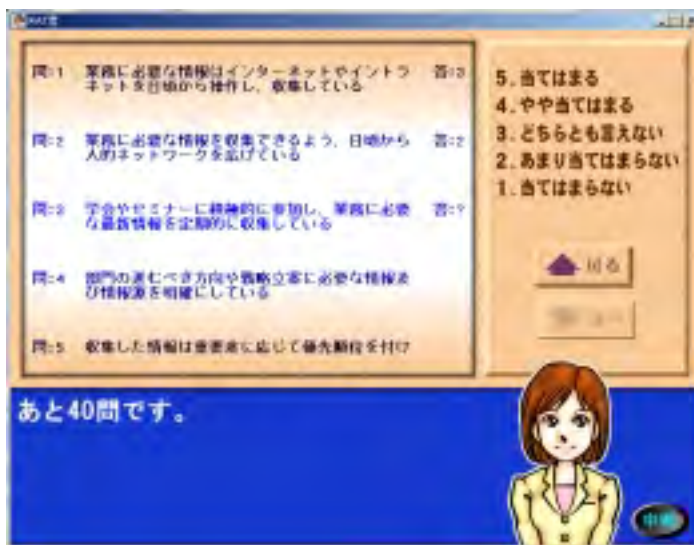 問:1 業務に必要な情報はインターネットやイントラ 答:3
ネットを日頃から操作し、収集している
問:2 業務に必要な情報を収集できるよう、日頃から 答:2
人的ネットワークを広げている
問:3 学会やセミナーに積極的に参加し、業務に必要 答:?
な最新情報を定期的に収集している
問:4 部門の進むべき方向や戦略立案に必要な情報及
び情報源を明確にしている
問:5 収集した情報は重要度に応じて優先順位を付け
5.当てはまる
4.やや当てはまる
3.どちらとも言えない
2.あまり当てはまらない
1.当てはまらない
戻る
あと40問です。
中断